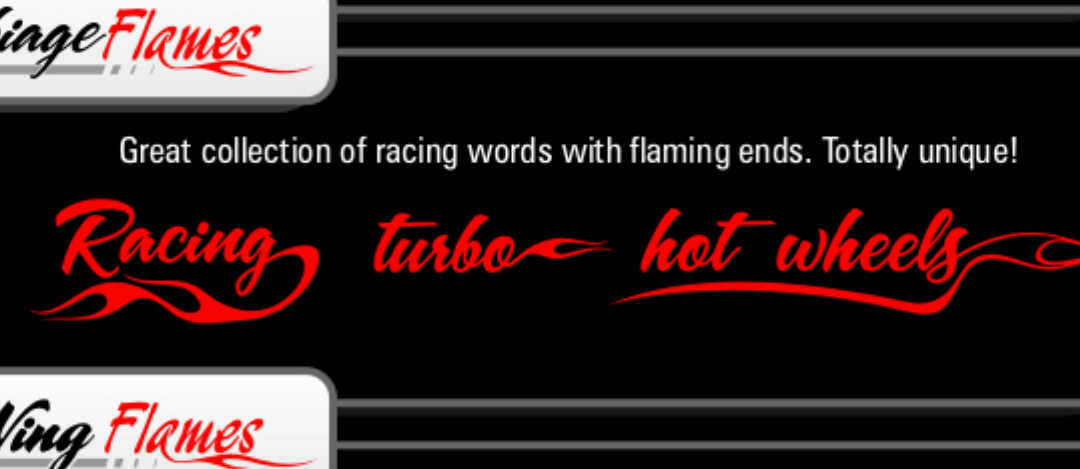 Flames
Great collection of racing words with flaming ends. Totally unique!
Racing turbo hot wheels
Flames